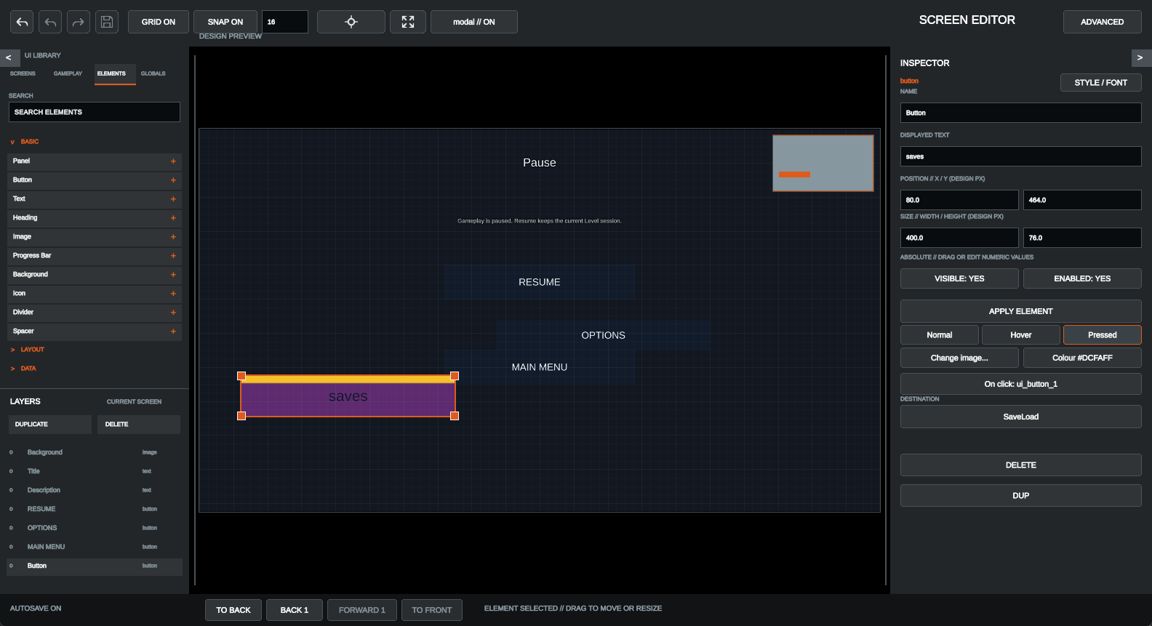 GRID ON
SNAP ON
16
modal // ON
SCREEN EDITOR
ADVANCED
DESIGN PREVIEW
<
UI LIBRARY
SCREENS
GAMEPLAY
ELEMENTS
GLOBALS
SEARCH
SEARCH ELEMENTS
v BASIC
Panel +
Button +
Text +
Heading +
Image +
Progress Bar +
Background +
Icon +
Divider +
Spacer +
> LAYOUT
> DATA
LAYERS
CURRENT SCREEN
DUPLICATE
DELETE
o Background image
o Title text
o Description text
o RESUME button
o OPTIONS button
o MAIN MENU button
o Button button
AUTOSAVE ON
Pause
Gameplay is paused. Resume keeps the current Level session.
RESUME
OPTIONS
MAIN MENU
saves
TO BACK
BACK 1
FORWARD 1
TO FRONT
ELEMENT SELECTED // DRAG TO MOVE OR RESIZE
>
INSPECTOR
button
STYLE / FONT
NAME
Button
DISPLAYED TEXT
saves
POSITION // X / Y (DESIGN PX)
80.0
464.0
SIZE // WIDTH / HEIGHT (DESIGN PX)
400.0
76.0
ABSOLUTE // DRAG OR EDIT NUMERIC VALUES
VISIBLE: YES
ENABLED: YES
APPLY ELEMENT
Normal
Hover
Pressed
Change image...
Colour #DCFAFF
On click: ui_button_1
DESTINATION
SaveLoad
DELETE
DUP